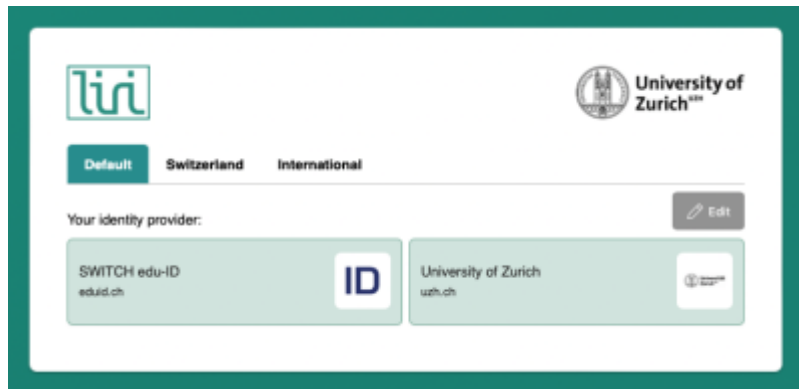 liri
University of
Zurich UZH
Default Switzerland International
Your identity provider:
Edit
SWITCH edu-ID
eduid.ch
ID
University of Zurich
uzh.ch